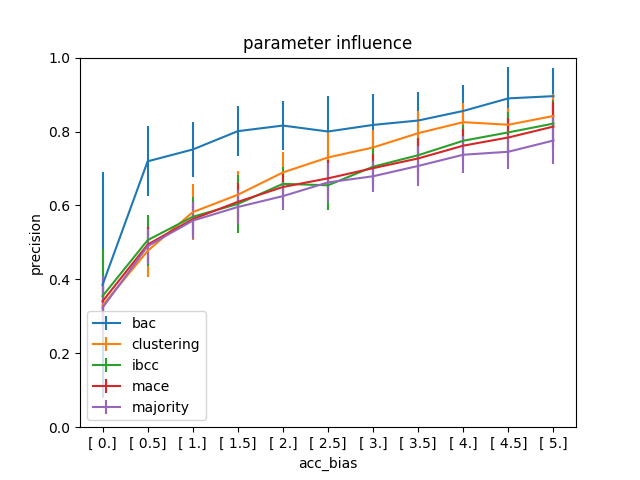 parameter influence
1.0
0.8
0.6
0.4
0.2
0.0
precision
bac
clustering
ibcc
mace
majority
[ 0.] [ 0.5] [ 1.] [ 1.5] [ 2.] [ 2.5] [ 3.] [ 3.5] [ 4.] [ 4.5] [ 5.]
acc_bias